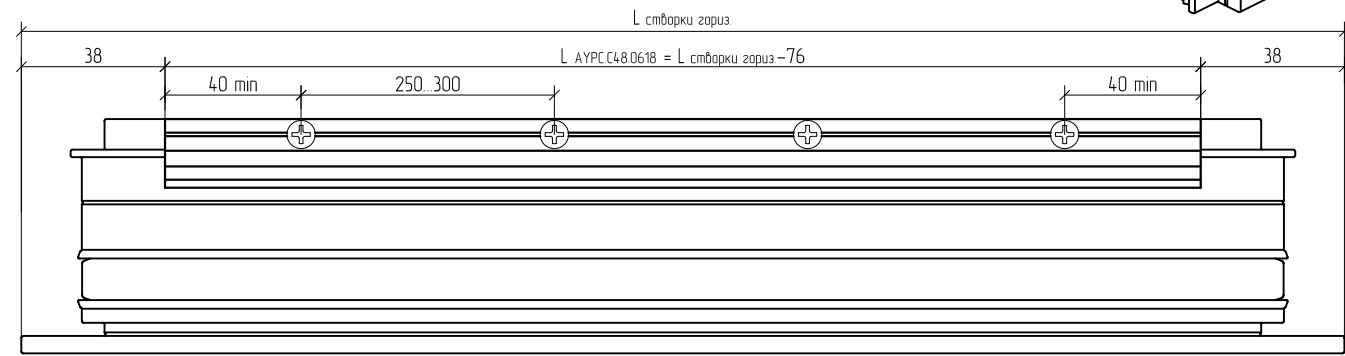 L створки гориз.
38
L AYPC.C48.0618 = L створки гориз.-76
38
40 min
250...300
40 min